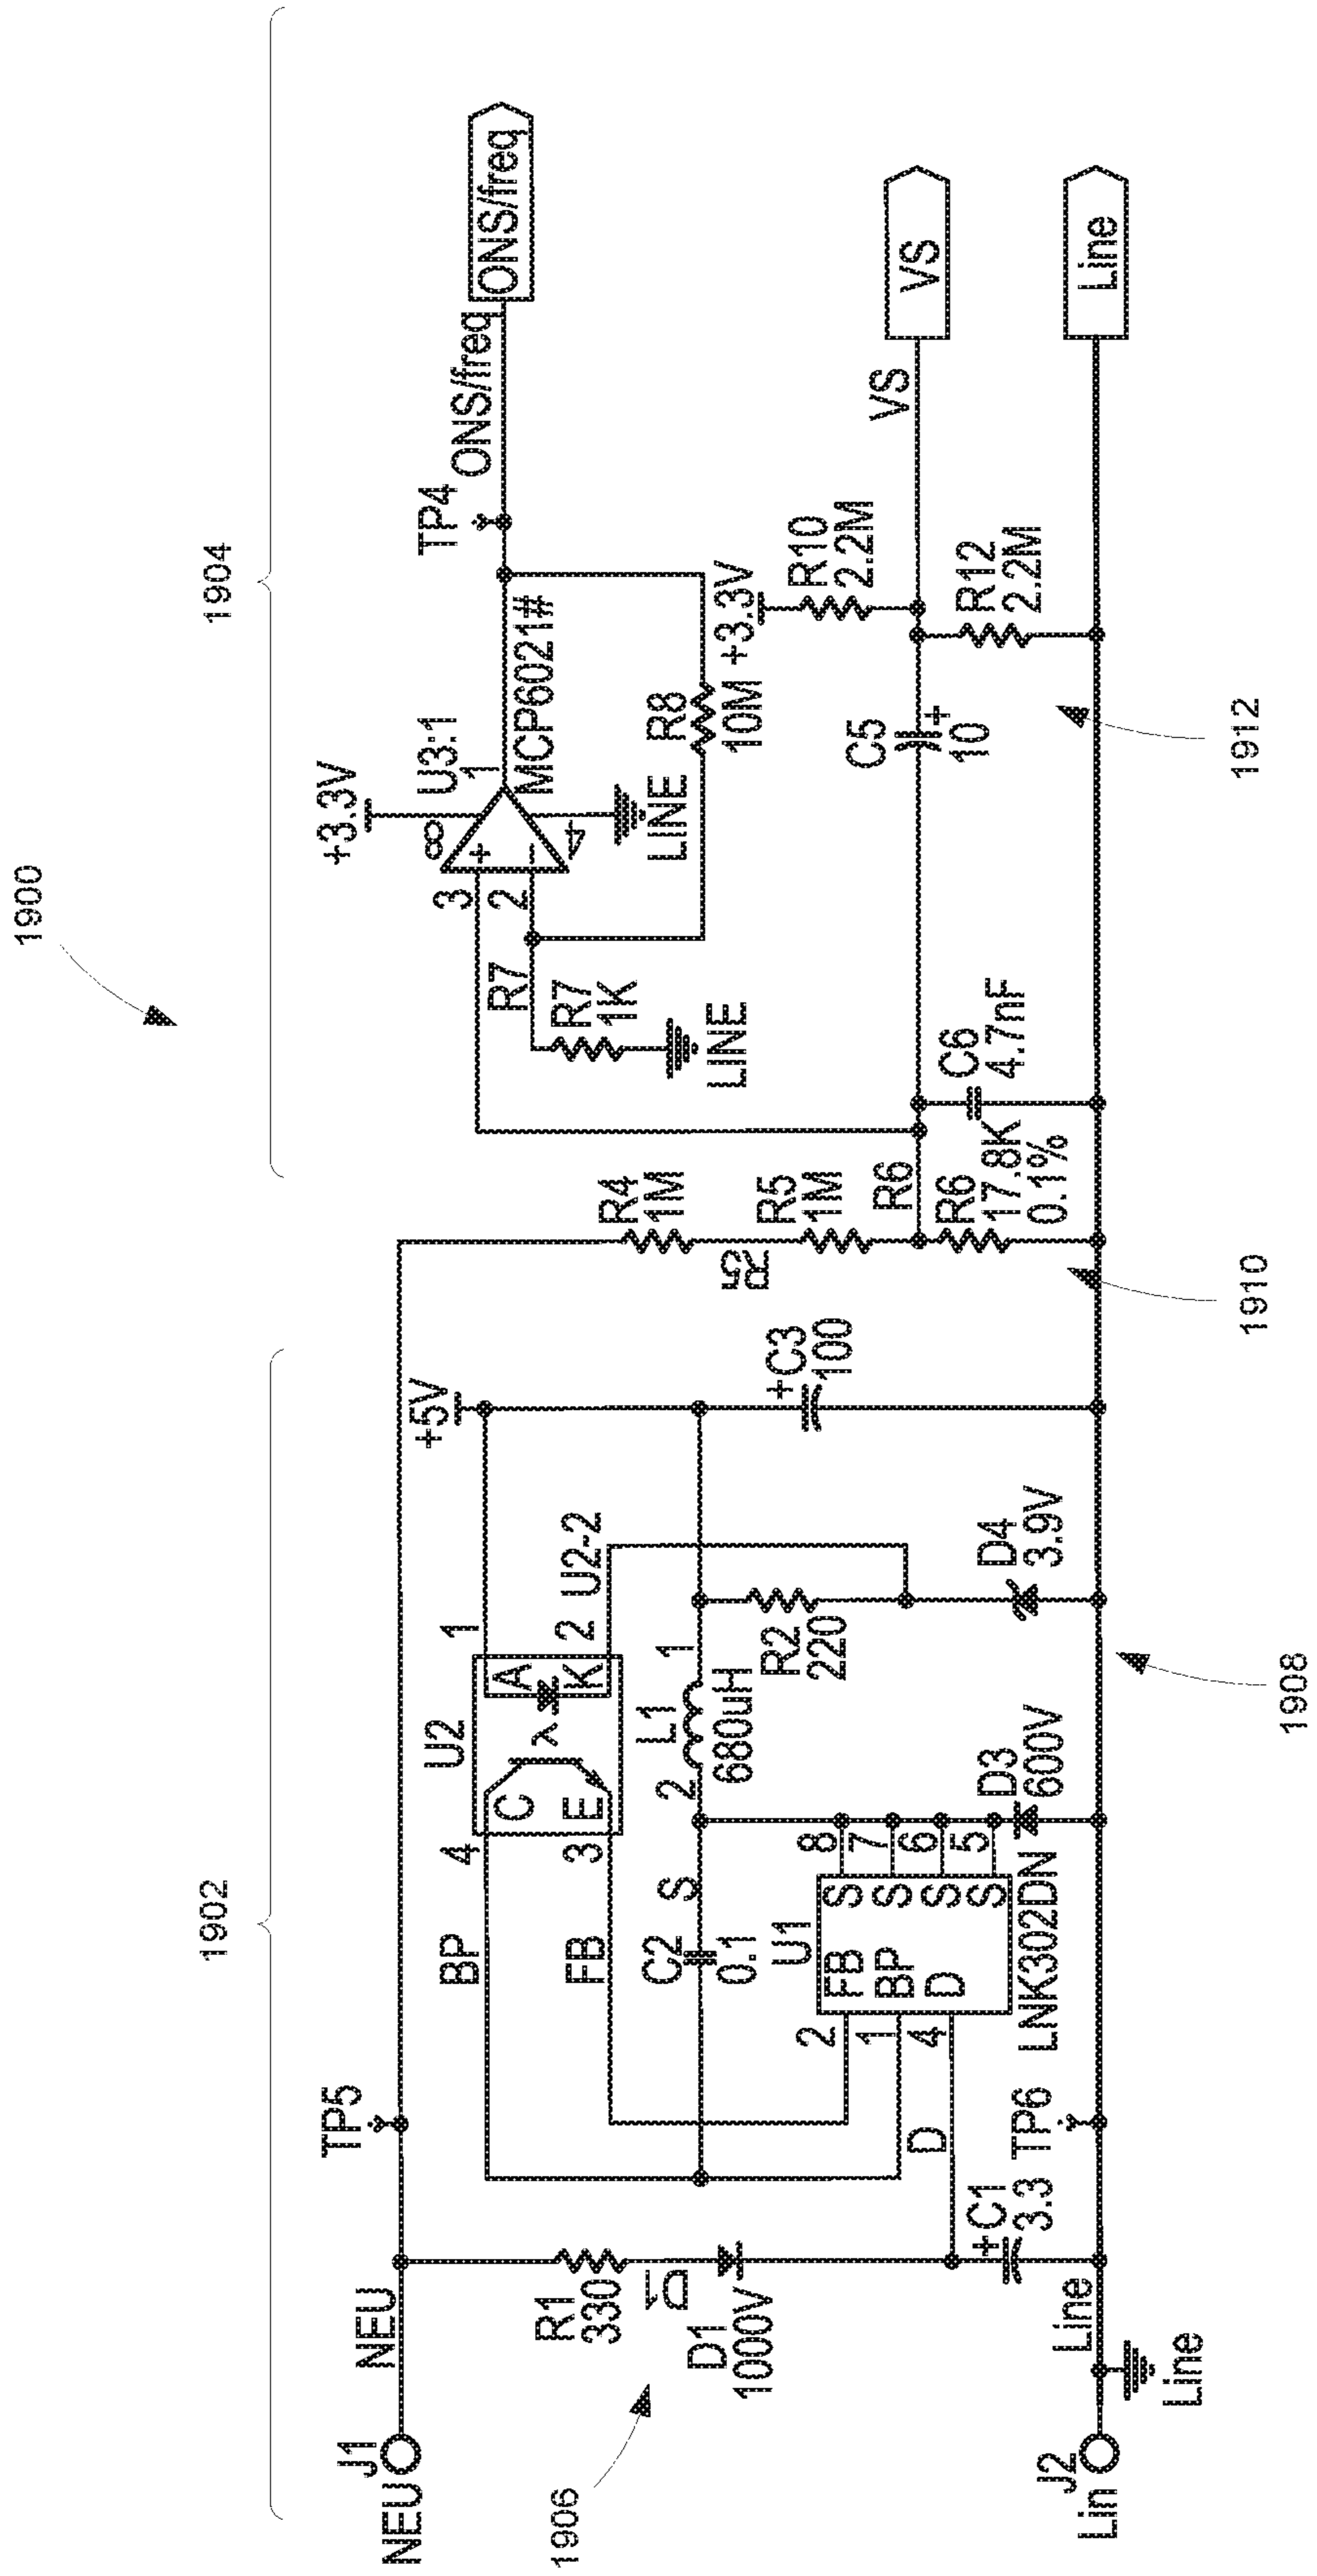 1900
1902
1904
J1
NEU
NEU
TP5
R1
330
D1
D1
1000V
1906
BP
FB
4
3
U2
C
E
λ
A
K
1
2
U2-2
+5V
C2
0.1
S
2
L1
680uH
1
U1
2
1
4
FB
BP
D
S
S
S
S
8
7
6
5
LNK302DN
D
+C1
3.3
TP6
R2
220
D3
600V
D4
3.9V
+C3
100
J2
Lin
Line
Line
1908
R4
1M
R5
R5
1M
R6
R6
17.8K
0.1%
1910
C6
4.7nF
+3.3V
U3:1
8
3
2
+
-
1
4
MCP6021#
LINE
R7
R7
1K
LINE
R8
10M
TP4
ONS/freq
ONS/freq
+3.3V
R10
2.2M
C5
+
10
R12
2.2M
VS
VS
Line
1912